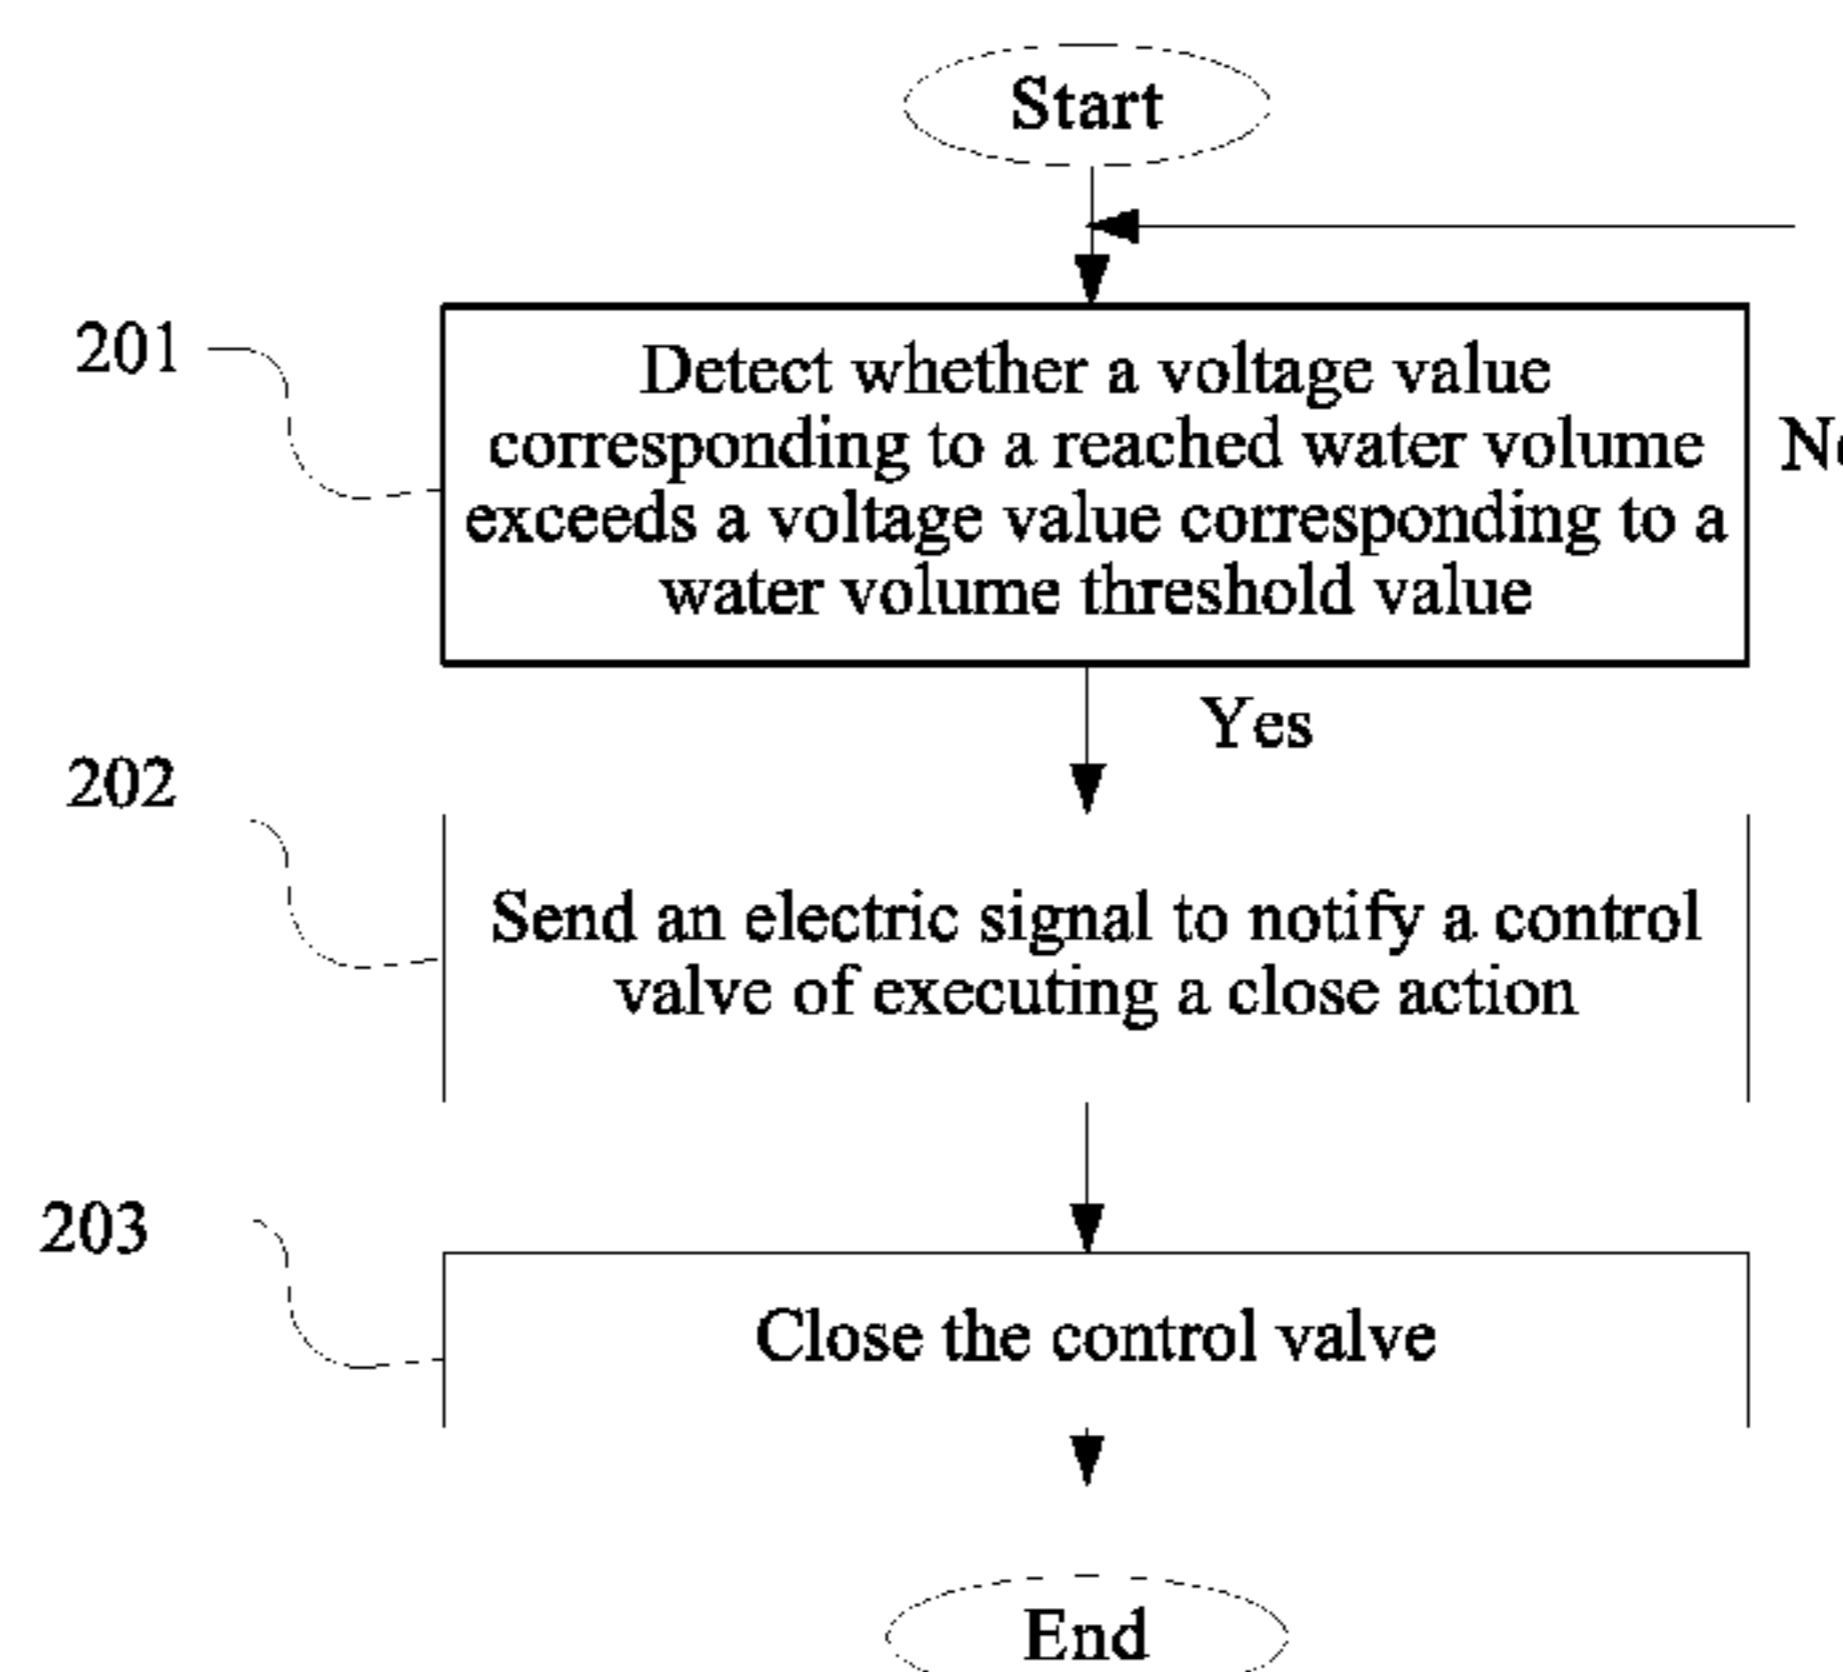 Start
201
Detect whether a voltage value
corresponding to a reached water volume
exceeds a voltage value corresponding to a
water volume threshold value
Yes
202
Send an electric signal to notify a control
valve of executing a close action
203
Close the control valve
End